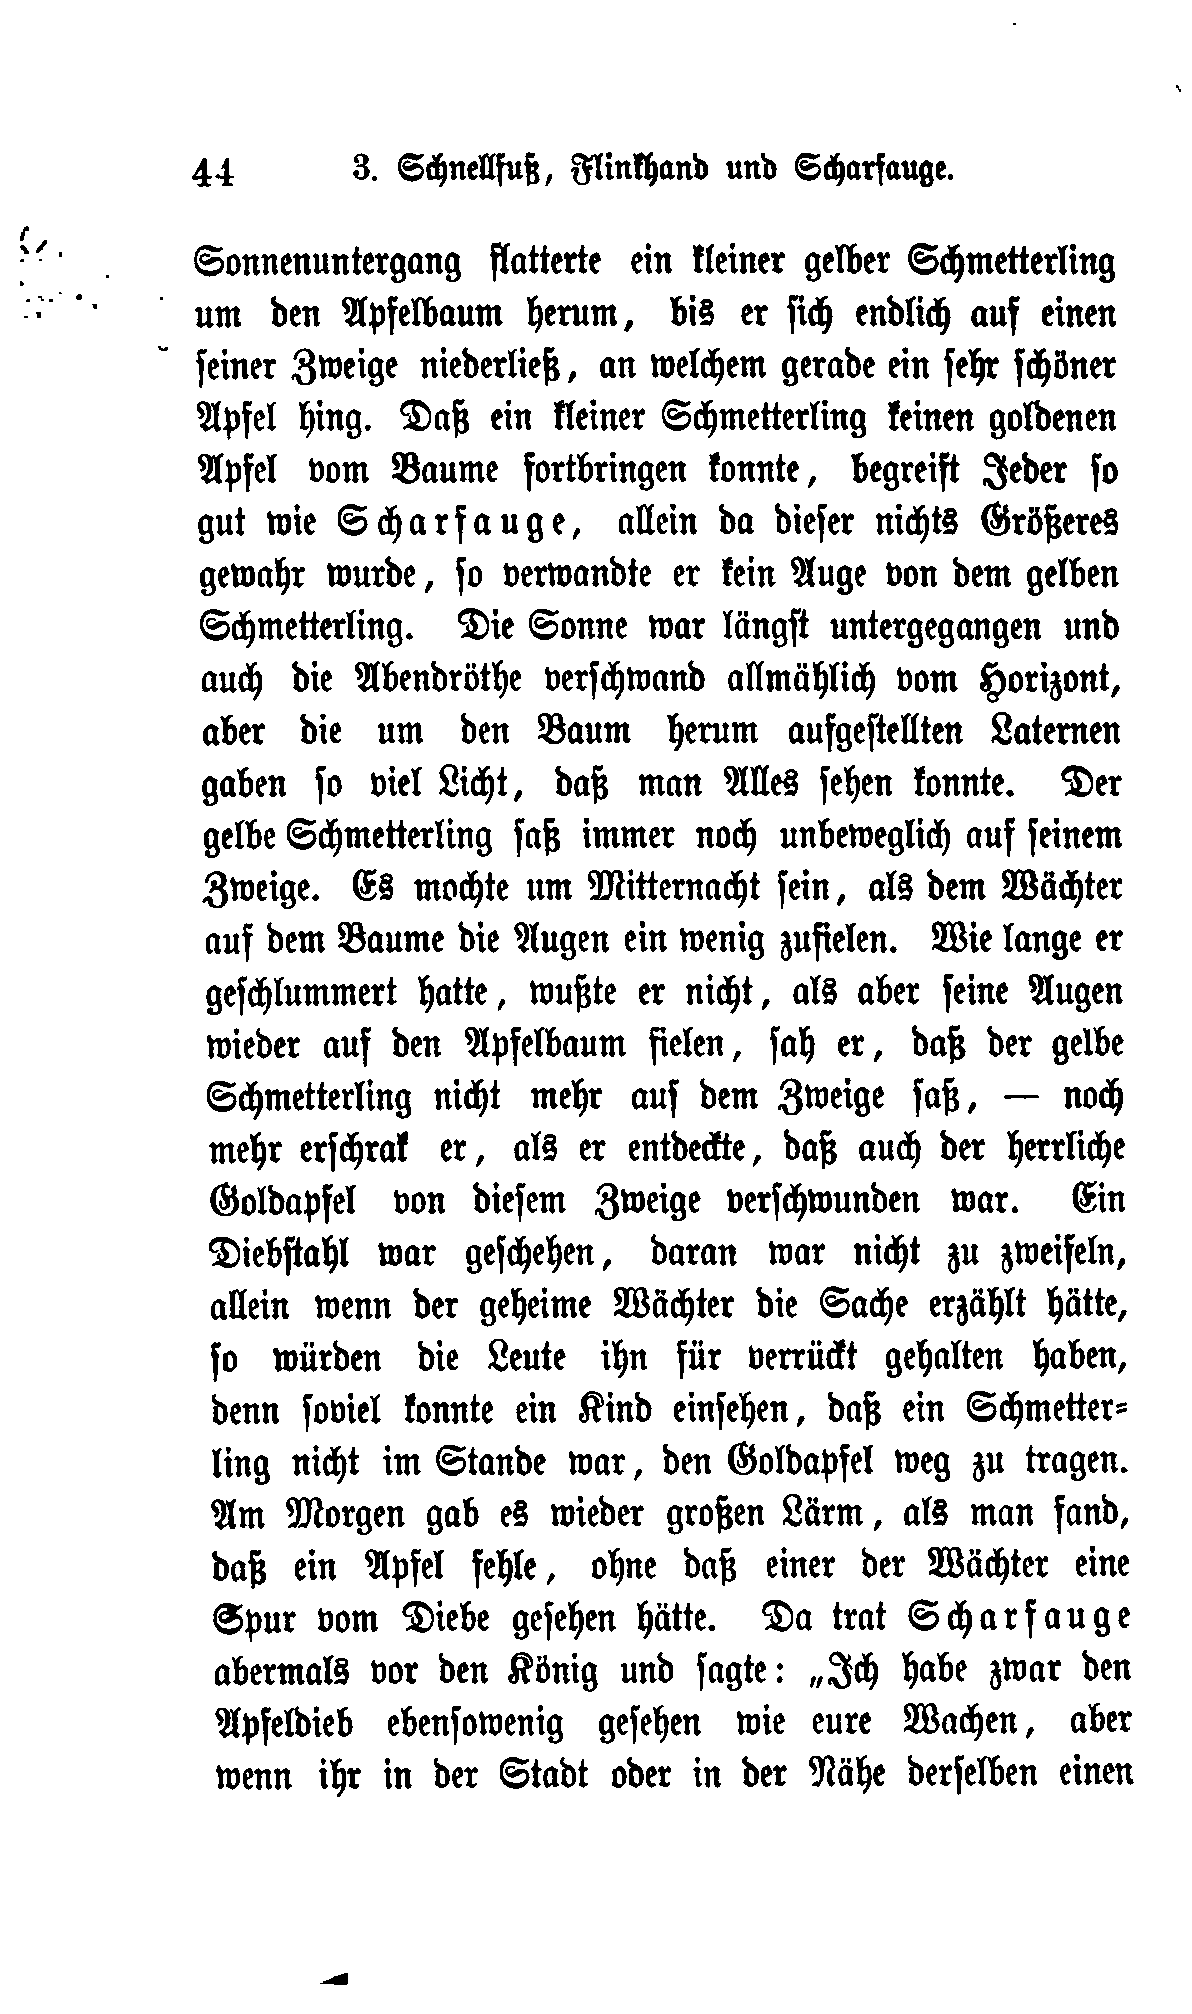 44 3. Schnellfuß, Flinkhand und Scharfauge.
Sonnenuntergang flatterte ein kleiner gelber Schmetterling
um den Apfelbaum herum, bis er sich endlich auf einen
seiner Zweige niederließ, an welchem gerade ein sehr schöner
Apfel hing. Daß ein kleiner Schmetterling keinen goldenen
Apfel vom Baume fortbringen konnte, begreift Jeder so
gut wie Scharfauge, allein da dieser nichts Größeres
gewahr wurde, so verwandte er kein Auge von dem gelben
Schmetterling. Die Sonne war längst untergegangen und
auch die Abendröthe verschwand allmählich vom Horizont,
aber die um den Baum herum aufgestellten Laternen
gaben so viel Licht, daß man Alles sehen konnte. Der
gelbe Schmetterling saß immer noch unbeweglich auf seinem
Zweige. Es mochte um Mitternacht sein, als dem Wächter
auf dem Baume die Augen ein wenig zufielen. Wie lange er
geschlummert hatte, wußte er nicht, als aber seine Augen
wieder auf den Apfelbaum fielen, sah er, daß der gelbe
Schmetterling nicht mehr auf dem Zweige saß, — noch
mehr erschrak er, als er entdeckte, daß auch der herrliche
Goldapfel von diesem Zweige verschwunden war. Ein
Diebstahl war geschehen, daran war nicht zu zweifeln,
allein wenn der geheime Wächter die Sache erzählt hätte,
so würden die Leute ihn für verrückt gehalten haben,
denn soviel konnte ein Kind einsehen, daß ein Schmetter-
ling nicht im Stande war, den Goldapfel weg zu tragen.
Am Morgen gab es wieder großen Lärm, als man fand,
daß ein Apfel fehle, ohne daß einer der Wächter eine
Spur vom Diebe gesehen hätte. Da trat Scharfauge
abermals vor den König und sagte: „Ich habe zwar den
Apfeldieb ebensowenig gesehen wie eure Wachen, aber
wenn ihr in der Stadt oder in der Nähe derselben einen